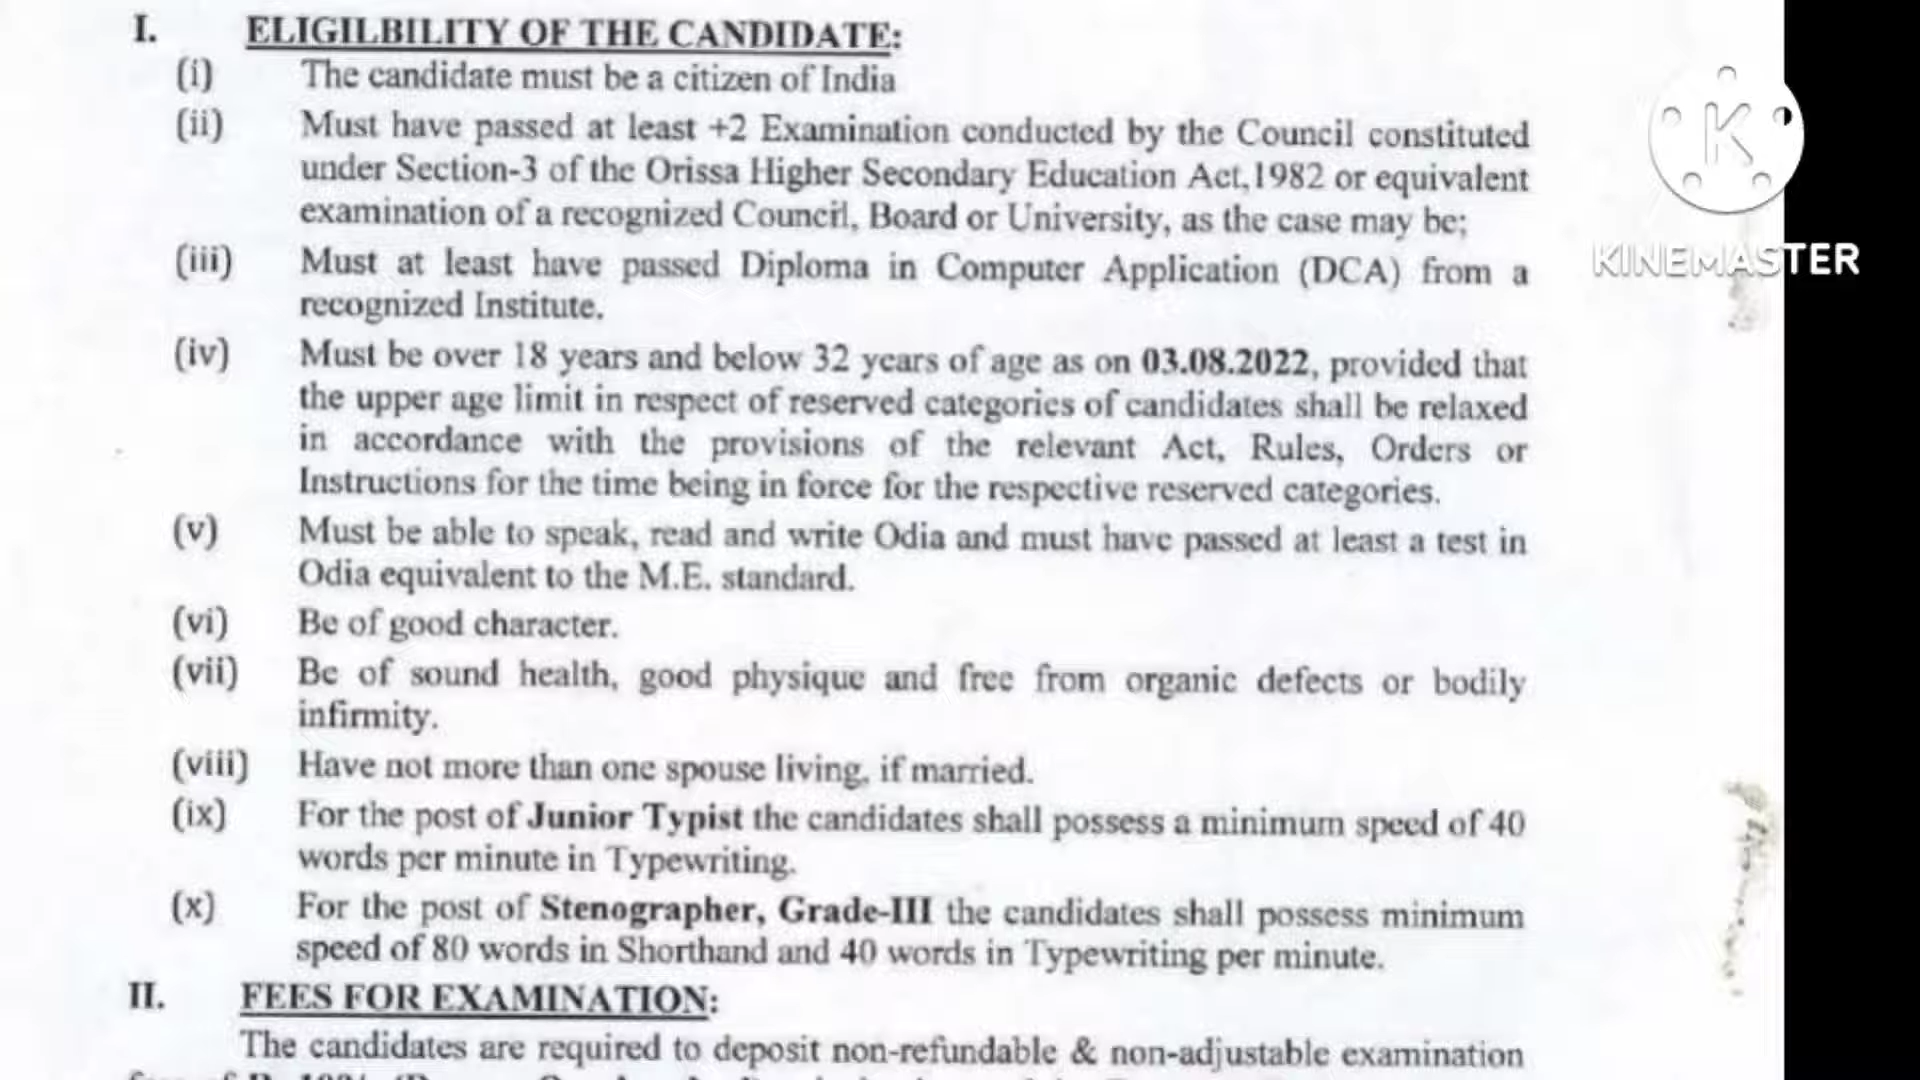 I. ELIGILBILITY OF THE CANDIDATE:
(i) The candidate must be a citizen of India
(ii) Must have passed at least +2 Examination conducted by the Council constituted
under Section-3 of the Orissa Higher Secondary Education Act,1982 or equivalent
examination of a recognized Council, Board or University, as the case may be;
(iii) Must at least have passed Diploma in Computer Application (DCA) from a
recognized Institute.
(iv) Must be over 18 years and below 32 years of age as on 03.08.2022, provided that
the upper age limit in respect of reserved categories of candidates shall be relaxed
in accordance with the provisions of the relevant Act, Rules, Orders or
Instructions for the time being in force for the respective reserved categories.
(v) Must be able to speak, read and write Odia and must have passed at least a test in
Odia equivalent to the M.E. standard.
(vi) Be of good character.
(vii) Be of sound health, good physique and free from organic defects or bodily
infirmity.
(viii) Have not more than one spouse living, if married.
(ix) For the post of Junior Typist the candidates shall possess a minimum speed of 40
words per minute in Typewriting.
(x) For the post of Stenographer, Grade-III the candidates shall possess minimum
speed of 80 words in Shorthand and 40 words in Typewriting per minute.
II. FEES FOR EXAMINATION:
The candidates are required to deposit non-refundable & non-adjustable examination
K
KINEMASTER